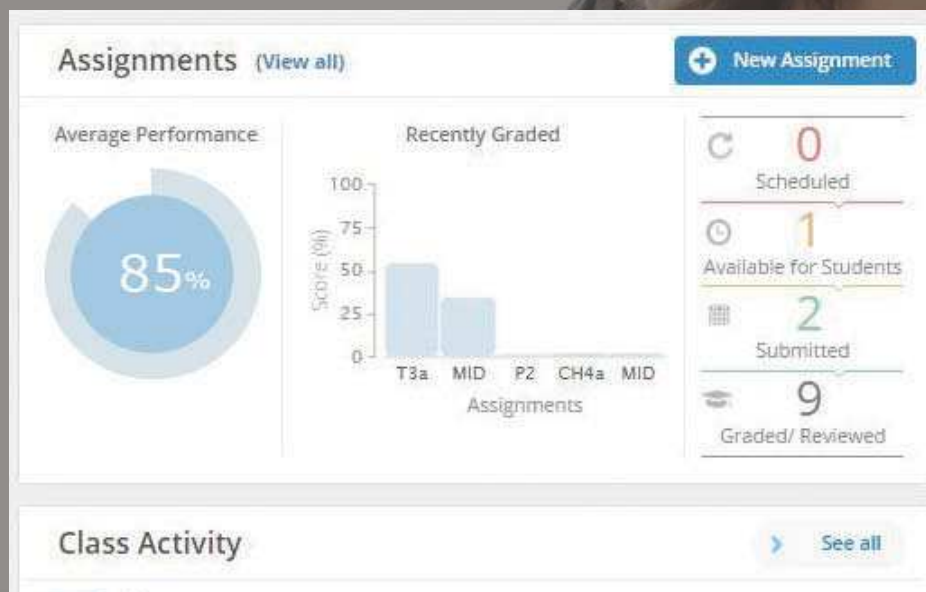 Assignments (View all)
New Assignment
Average Performance
85%
Recently Graded
Score (%)
100
75
50
25
0
T3a MID P2 CH4a MID
Assignments
0
Scheduled
1
Available for Students
2
Submitted
9
Graded/ Reviewed
Class Activity
See all